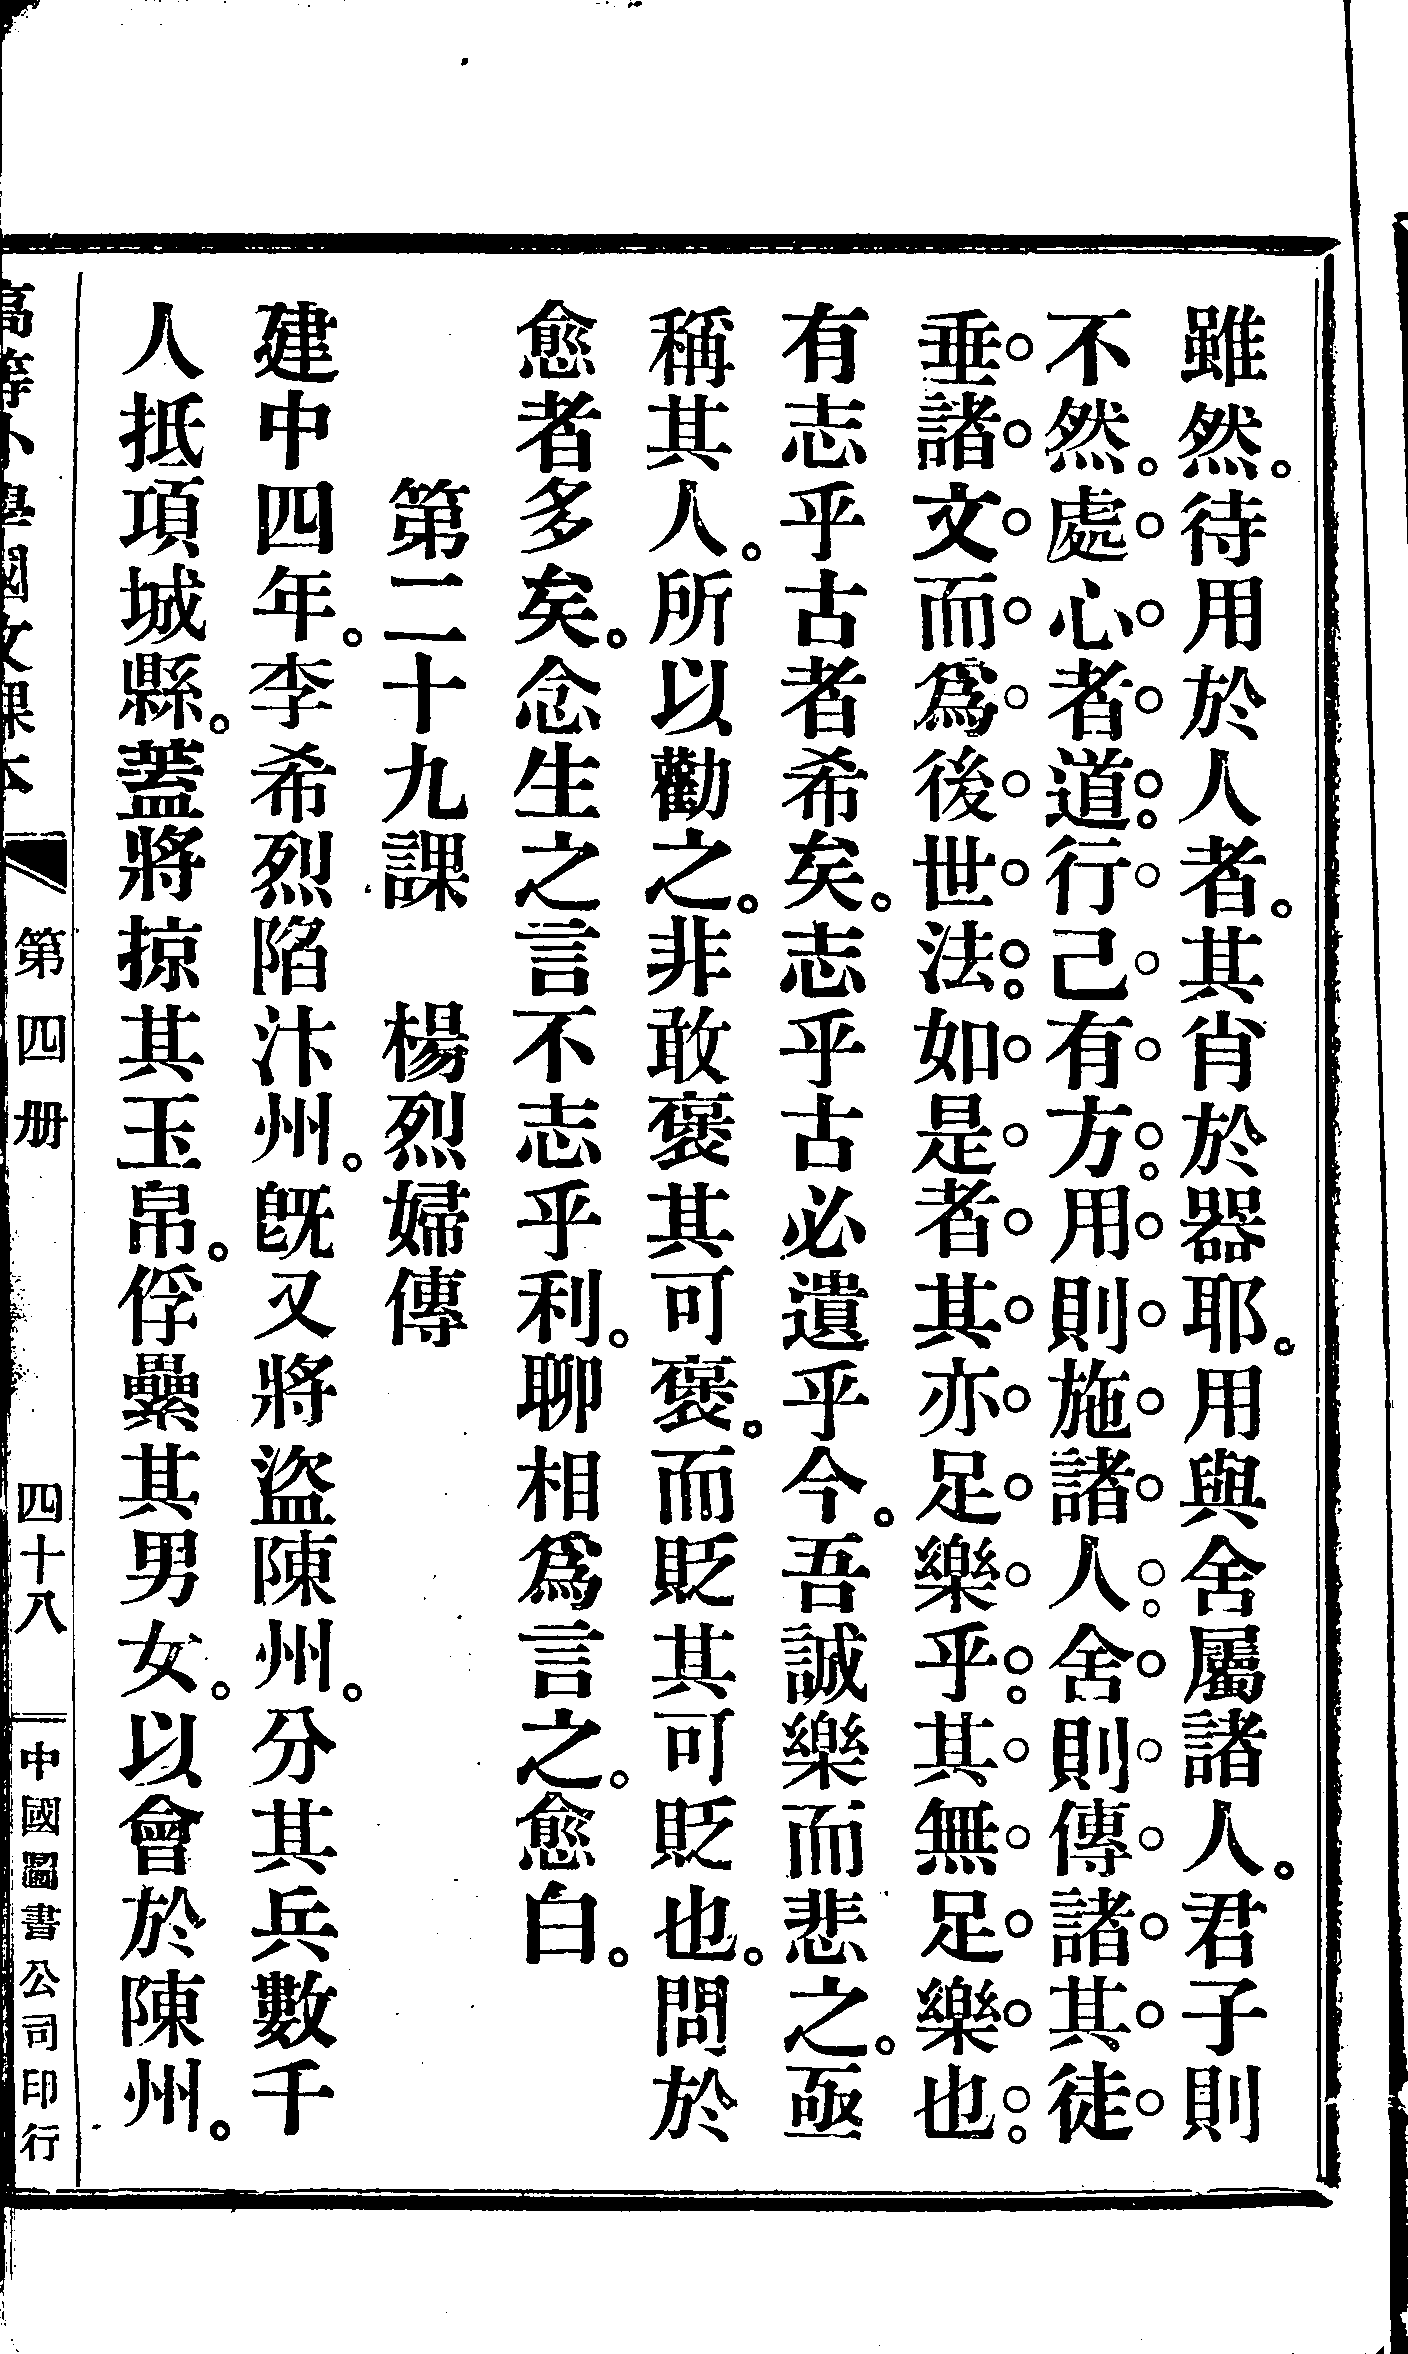 雖然。待用於人者。其肖於器耶。用與舍屬諸人。君子則
不然。處心者道。行己有方。用則施諸人。舍則傳諸其徒
垂諸文而爲後世法。如是者其亦足樂乎。其無足樂也。
有志乎古者希矣。志乎古必遺乎今。吾誠樂而悲之。亟
稱其人。所以勸之。非敢褒其可褒。而貶其可貶也。問於
愈者多矣。念生之言不志乎利。聊相爲言之。愈白。
第二十九課　楊烈婦傳
建中四年。李希烈陷汴州。旣又將盜陳州。分其兵數千
人抵項城縣。蓋將掠其玉帛。俘纍其男女。以會於陳州。
高等小學國文課本　第四册　四十八　中國圖書公司印行